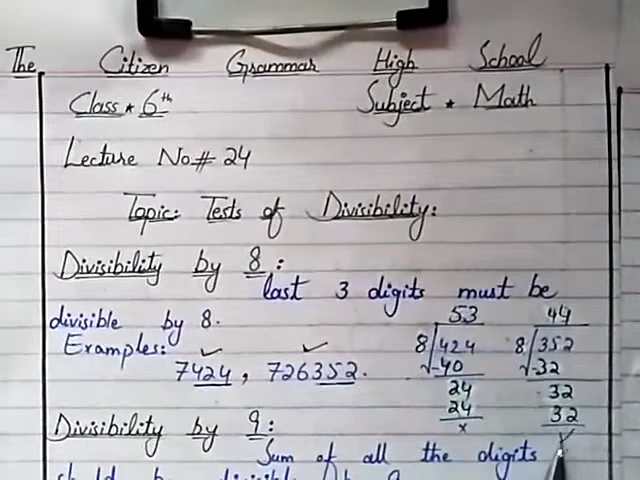 The Citizen Grammar High School
Class * 6th Subject * Math
Lecture No# 24
Topic: Tests of Divisibility:
Divisibility by 8:
last 3 digits must be
divisible by 8.
Examples:
7424, 726352.
53
8√424
-40
24
24
x
44
8√352
-32
32
32
Divisibility by 9:
Sum of all the digits